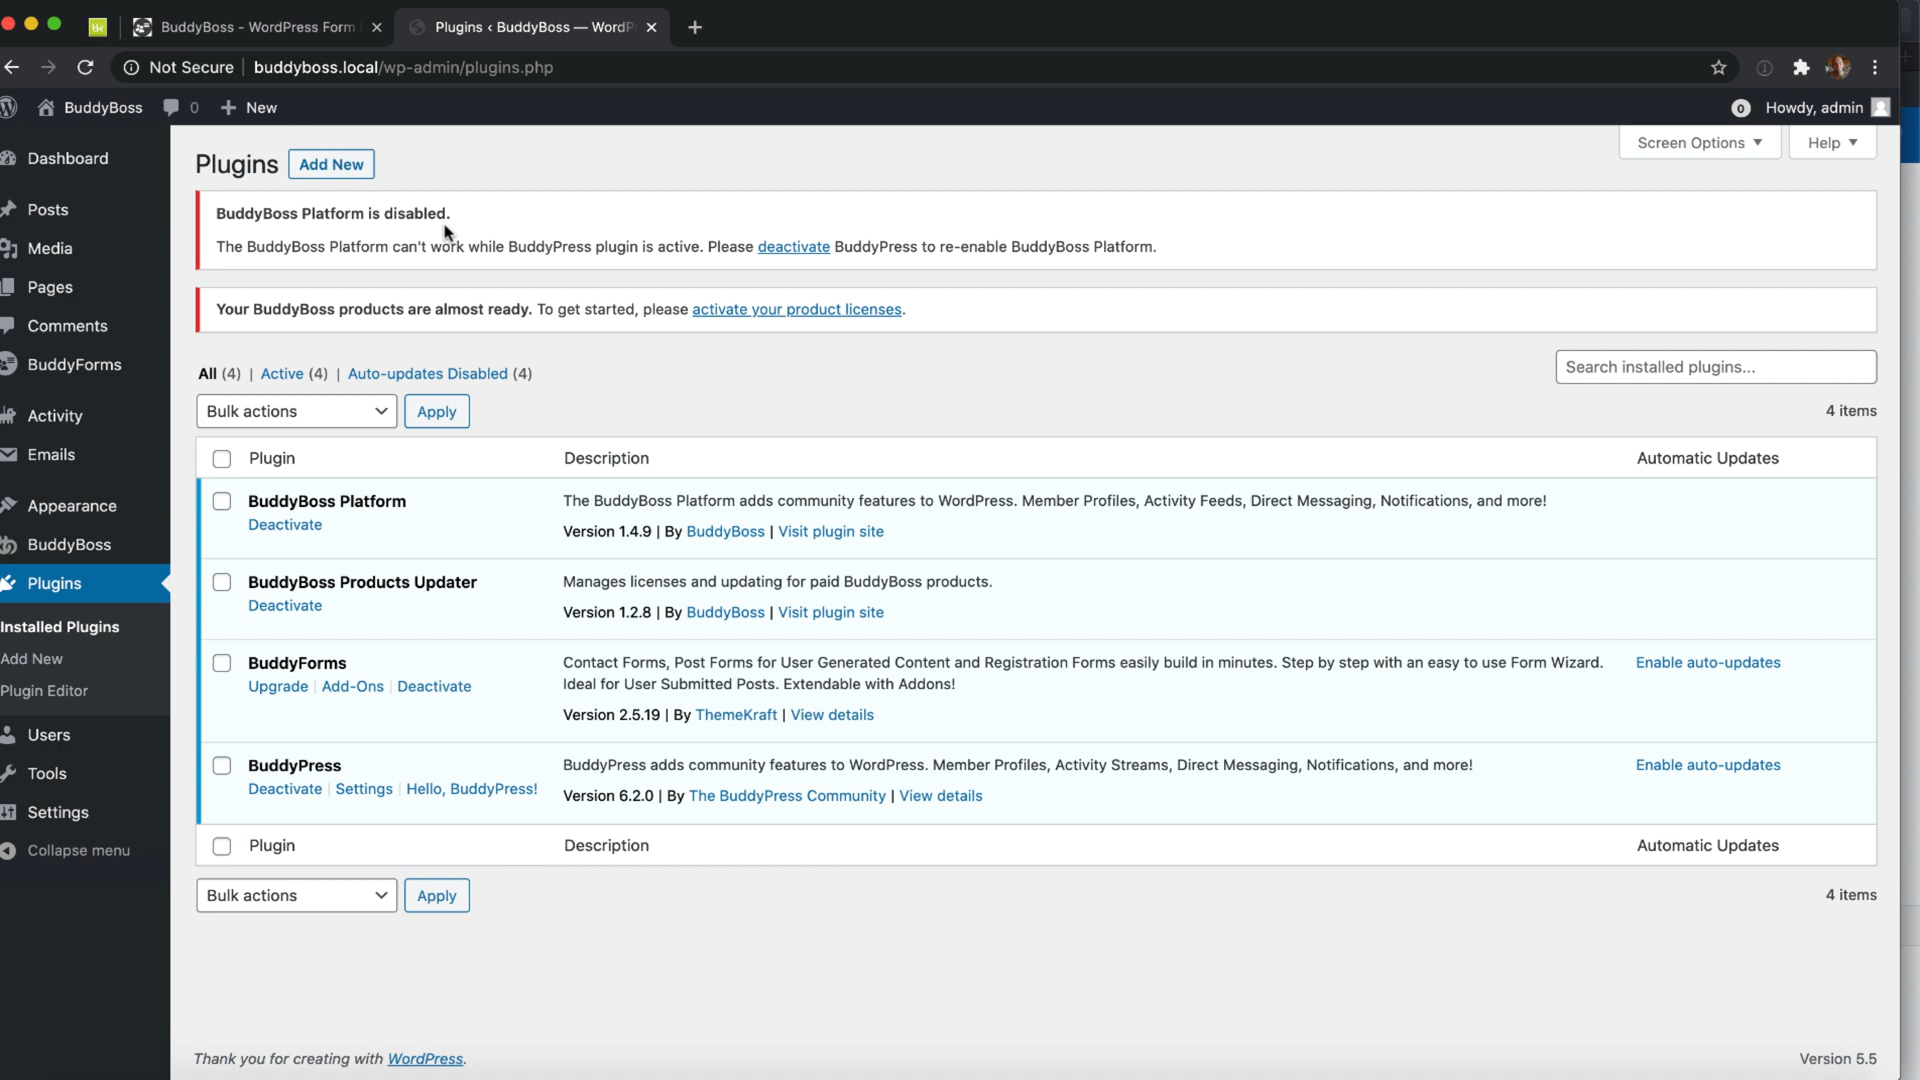 tk
BuddyBoss - WordPress Form
Plugins ‹ BuddyBoss — WordP
Not Secure
buddyboss.local/wp-admin/plugins.php
BuddyBoss
0
New
0
Howdy, admin
Dashboard
Posts
Media
Pages
Comments
BuddyForms
Activity
Emails
Appearance
BuddyBoss
Plugins
Installed Plugins
Add New
Plugin Editor
Users
Tools
Settings
Collapse menu
Screen Options
Help
Plugins
Add New
BuddyBoss Platform is disabled.
The BuddyBoss Platform can't work while BuddyPress plugin is active. Please deactivate BuddyPress to re-enable BuddyBoss Platform.
Your BuddyBoss products are almost ready. To get started, please activate your product licenses.
All (4) | Active (4) | Auto-updates Disabled (4)
Search installed plugins...
Bulk actions
Apply
4 items
Plugin
Description
Automatic Updates
BuddyBoss Platform
Deactivate
The BuddyBoss Platform adds community features to WordPress. Member Profiles, Activity Feeds, Direct Messaging, Notifications, and more!
Version 1.4.9 | By BuddyBoss | Visit plugin site
BuddyBoss Products Updater
Deactivate
Manages licenses and updating for paid BuddyBoss products.
Version 1.2.8 | By BuddyBoss | Visit plugin site
BuddyForms
Upgrade | Add-Ons | Deactivate
Contact Forms, Post Forms for User Generated Content and Registration Forms easily build in minutes. Step by step with an easy to use Form Wizard.
Ideal for User Submitted Posts. Extendable with Addons!
Version 2.5.19 | By ThemeKraft | View details
Enable auto-updates
BuddyPress
Deactivate | Settings | Hello, BuddyPress!
BuddyPress adds community features to WordPress. Member Profiles, Activity Streams, Direct Messaging, Notifications, and more!
Version 6.2.0 | By The BuddyPress Community | View details
Enable auto-updates
Plugin
Description
Automatic Updates
Bulk actions
Apply
4 items
Thank you for creating with WordPress.
Version 5.5